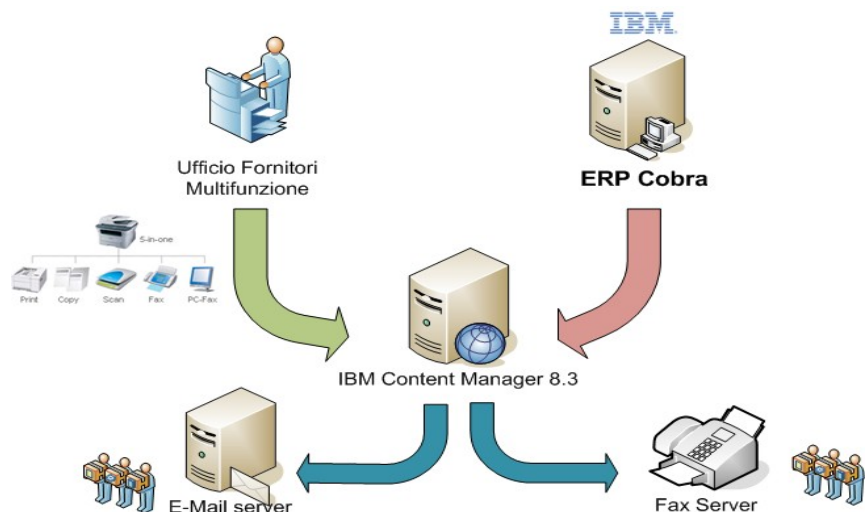 IBM
Ufficio Fornitori
Multifunzione
ERP Cobra
5-in-one
Print
Copy
Scan
Fax
PC-Fax
IBM Content Manager 8.3
E-Mail server
Fax Server